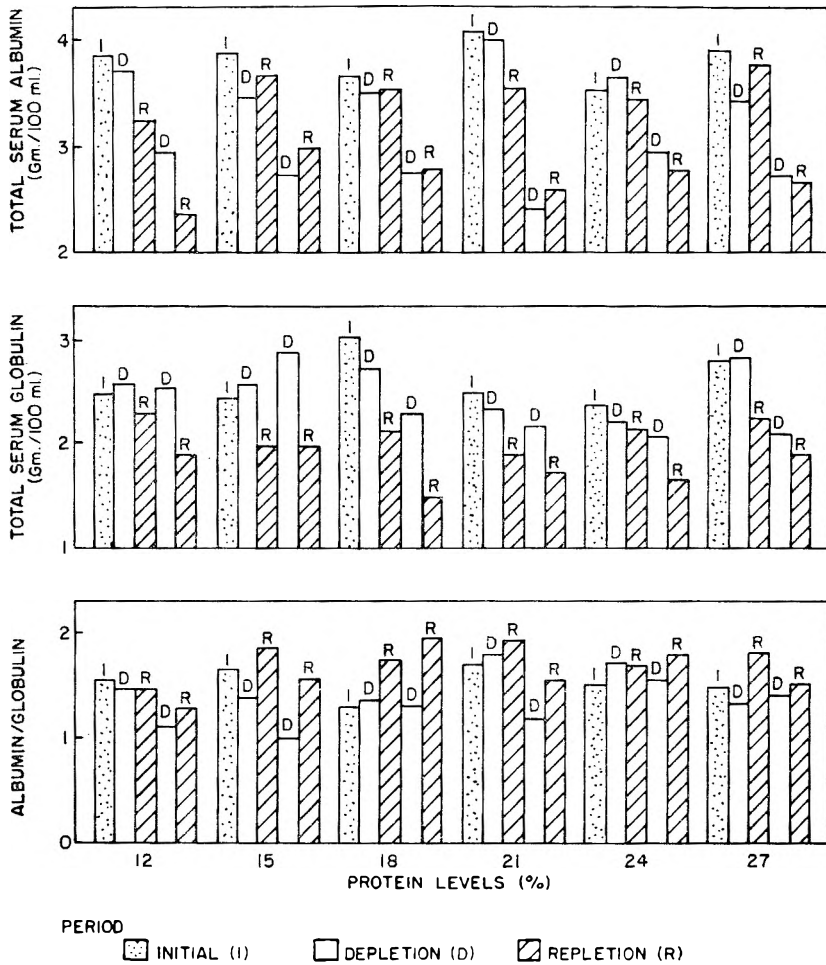 TOTAL SERUM ALBUMIN
(Gm./100 ml.)
4
3
2
I D R D R
I D R D R
I D R D R
I D R D R
I D R D R
I D R D R
TOTAL SERUM GLOBULIN
(Gm./100 ml.)
3
2
1
I D R D R
I D R D R
I D R D R
I D R D R
I D R D R
I D R D R
ALBUMIN/GLOBULIN
2
1
0
I D R D R
I D R D R
I D R D R
I D R D R
I D R D R
I D R D R
12 15 18 21 24 27
PROTEIN LEVELS (%)
PERIOD
INITIAL (I) DEPLETION (D) REPLETION (R)